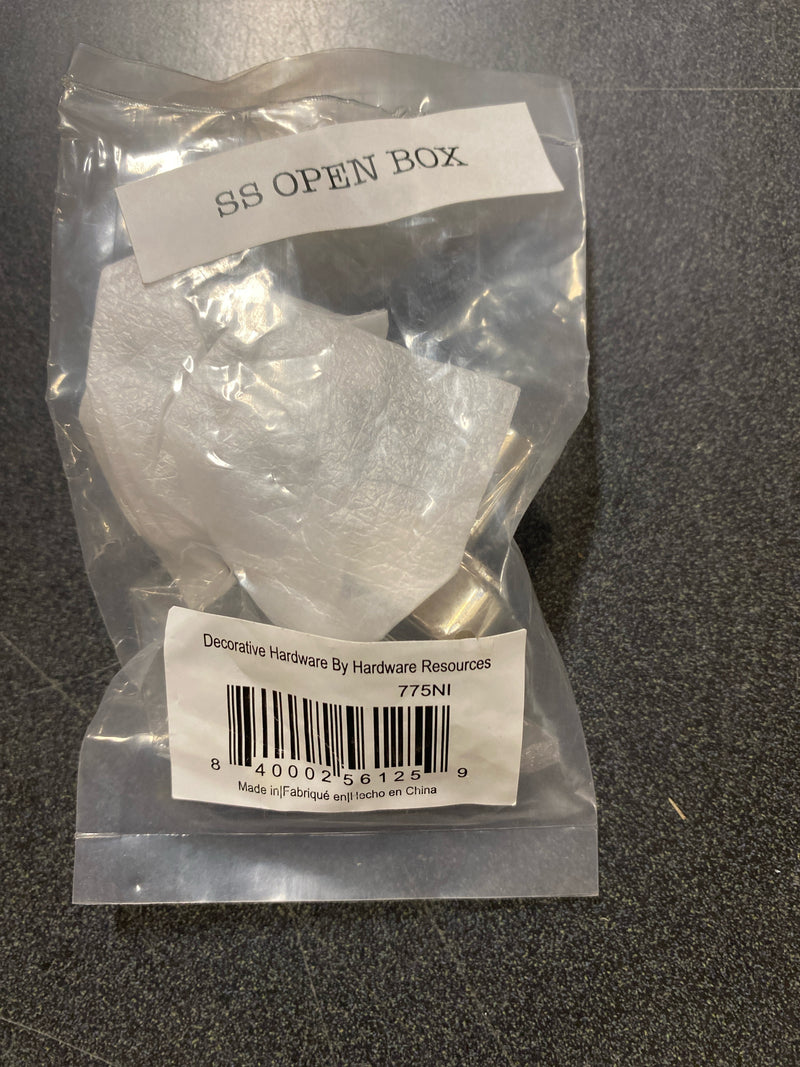 SS OPEN BOX
Decorative Hardware By Hardware Resources
775NI
8 40002 56125 9
Made in|Fabriqué en|Hecho en China